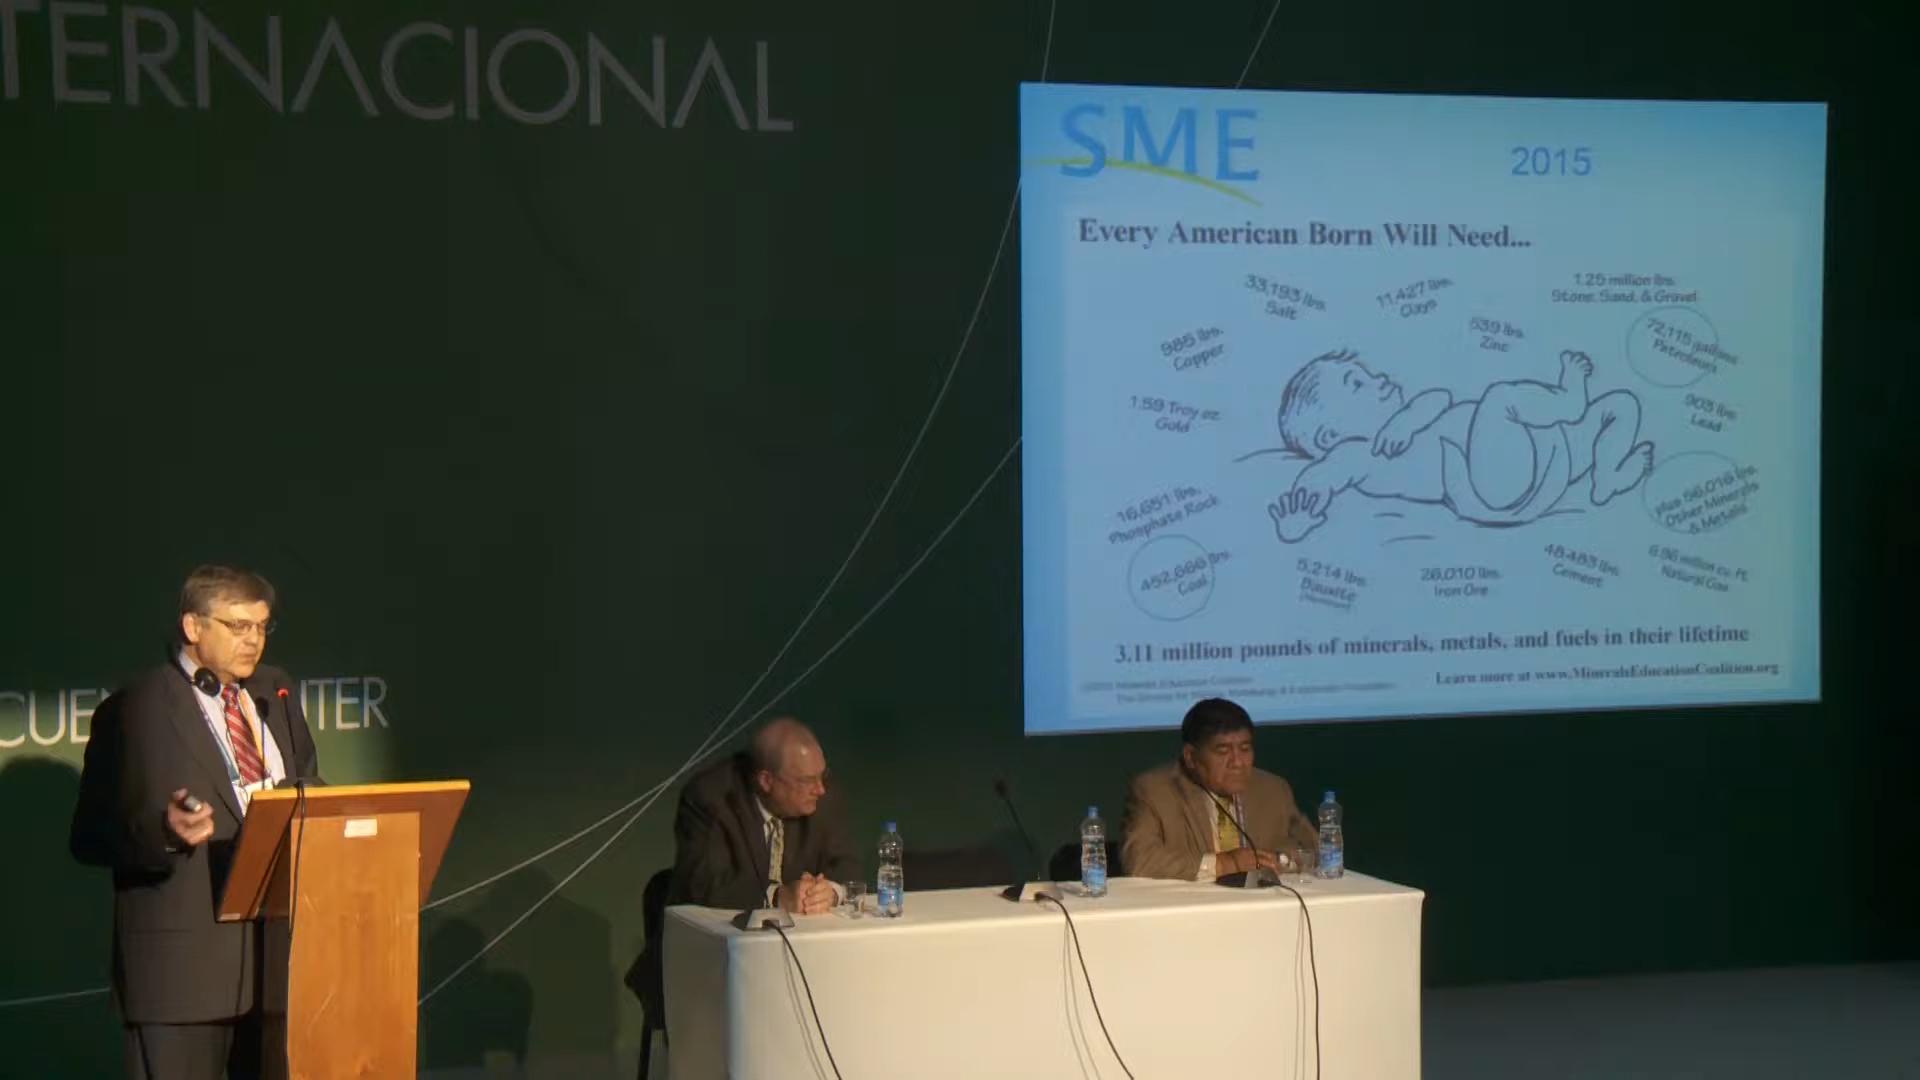 TERNACIONAL
SME
2015
Every American Born Will Need...
33,193 lbs.
Salt
11,427 lbs.
Clays
1.25 million lbs.
Stone, Sand, & Gravel
985 lbs.
Copper
539 lbs.
Zinc
72,115 gallons
Petroleum
1.59 Troy oz.
Gold
903 lbs.
Lead
16,651 lbs.
Phosphate Rock
plus 56,016 lbs.
Other Minerals
& Metals
452,666 lbs.
Coal
5,214 lbs.
Bauxite
26,010 lbs.
Iron Ore
48,483 lbs.
Cement
6.96 million cu. ft.
Natural Gas
3.11 million pounds of minerals, metals, and fuels in their lifetime
Learn more at www.MineralsEducationCoalition.org
CUEN
TER